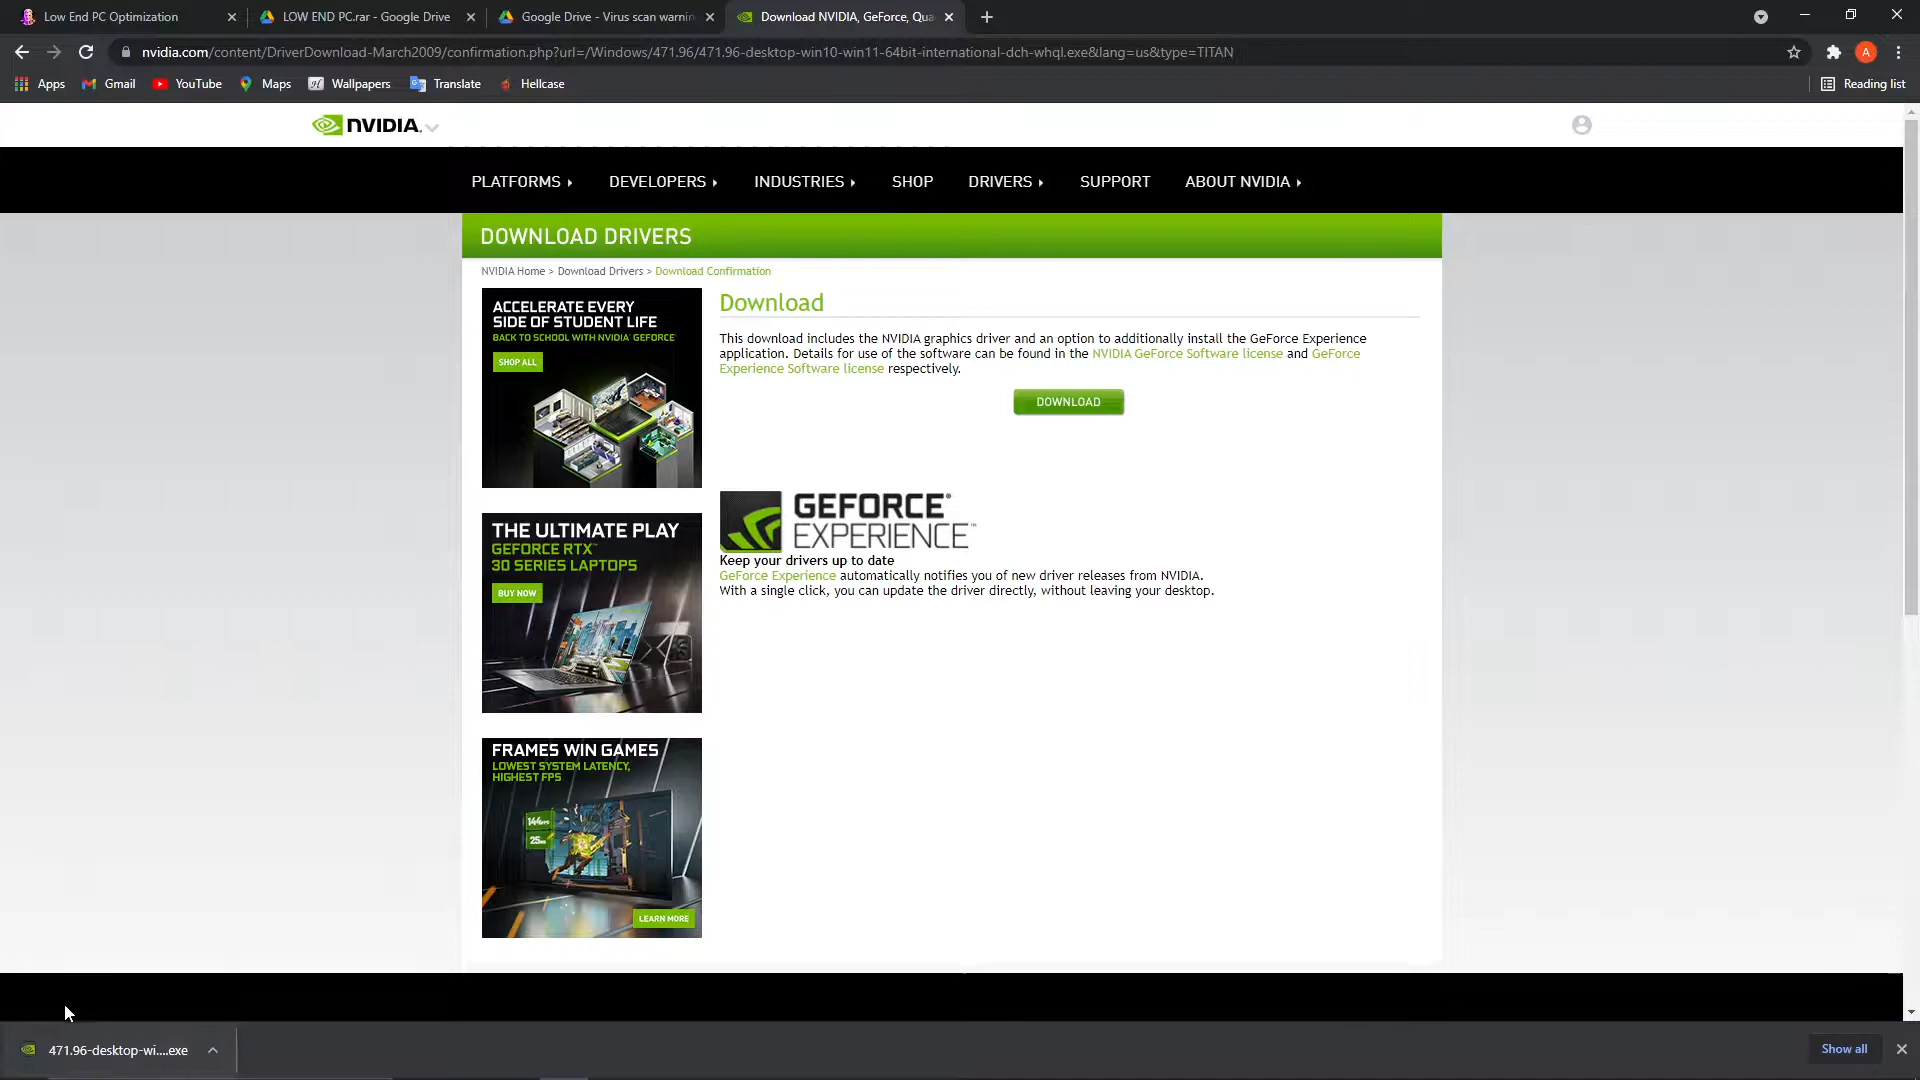 Low End PC Optimization
LOW END PC.rar - Google Drive
Google Drive - Virus scan warnin
Download NVIDIA, GeForce, Qua
nvidia.com/content/DriverDownload-March2009/confirmation.php?url=/Windows/471.96/471.96-desktop-win10-win11-64bit-international-dch-whql.exe&lang=us&type=TITAN
A
Apps
Gmail
YouTube
Maps
Wallpapers
Translate
Hellcase
Reading list
NVIDIA.
PLATFORMS
DEVELOPERS
INDUSTRIES
SHOP
DRIVERS
SUPPORT
ABOUT NVIDIA
DOWNLOAD DRIVERS
NVIDIA Home > Download Drivers > Download Confirmation
ACCELERATE EVERY
SIDE OF STUDENT LIFE
BACK TO SCHOOL WITH NVIDIA GEFORCE
SHOP ALL
Download
This download includes the NVIDIA graphics driver and an option to additionally install the GeForce Experience
application. Details for use of the software can be found in the NVIDIA GeForce Software license and GeForce
Experience Software license respectively.
DOWNLOAD
THE ULTIMATE PLAY
GEFORCE RTX™
30 SERIES LAPTOPS
BUY NOW
GEFORCE®
EXPERIENCE™
Keep your drivers up to date
GeForce Experience automatically notifies you of new driver releases from NVIDIA.
With a single click, you can update the driver directly, without leaving your desktop.
FRAMES WIN GAMES
LOWEST SYSTEM LATENCY,
HIGHEST FPS
LEARN MORE
471.96-desktop-wi....exe
Show all